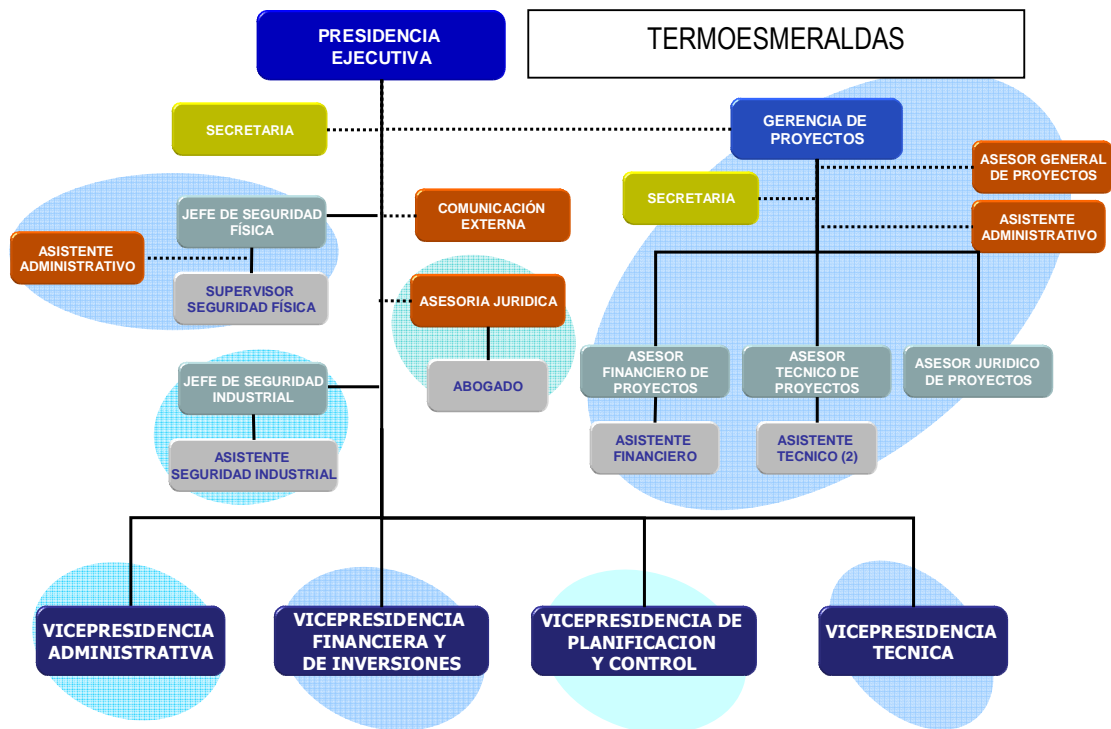 PRESIDENCIA
EJECUTIVA
TERMOESMERALDAS
SECRETARIA
GERENCIA DE
PROYECTOS
ASESOR GENERAL
DE PROYECTOS
SECRETARIA
JEFE DE SEGURIDAD
FÍSICA
COMUNICACIÓN
EXTERNA
ASISTENTE
ADMINISTRATIVO
ASISTENTE
ADMINISTRATIVO
SUPERVISOR
SEGURIDAD FÍSICA
ASESORIA JURIDICA
ASESOR
FINANCIERO DE
PROYECTOS
ASESOR
TECNICO DE
PROYECTOS
ASESOR JURIDICO
DE PROYECTOS
JEFE DE SEGURIDAD
INDUSTRIAL
ABOGADO
ASISTENTE
SEGURIDAD INDUSTRIAL
ASISTENTE
FINANCIERO
ASISTENTE
TECNICO (2)
VICEPRESIDENCIA
ADMINISTRATIVA
VICEPRESIDENCIA
FINANCIERA Y
DE INVERSIONES
VICEPRESIDENCIA DE
PLANIFICACION
Y CONTROL
VICEPRESIDENCIA
TECNICA